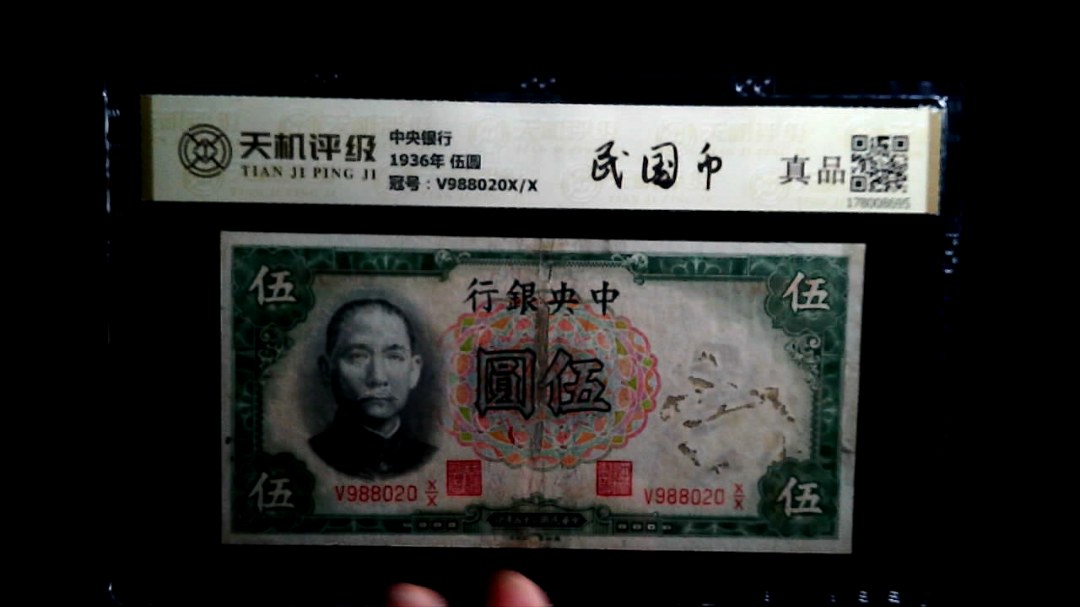 天机评级
TIAN JI PING JI
中央银行
1936年 伍圆
冠号：V988020X/X
民国币
真品
178008695
伍
伍
行銀央中
圓伍
V988020 X/X
V988020 X/X
伍
伍